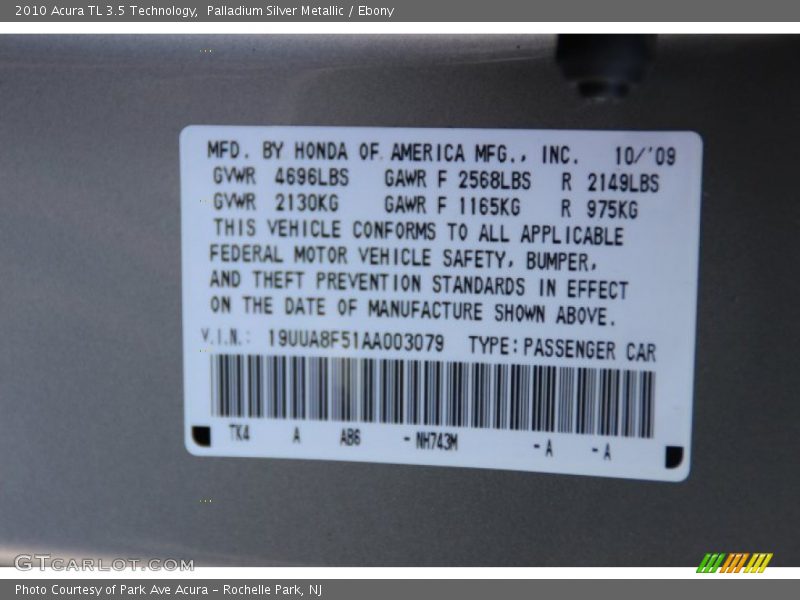 2010 Acura TL 3.5 Technology,  Palladium Silver Metallic / Ebony
MFD. BY HONDA OF AMERICA MFG., INC. 10/'09
GVWR 4696LBS GAWR F 2568LBS R 2149LBS
GVWR 2130KG GAWR F 1165KG R 975KG
THIS VEHICLE CONFORMS TO ALL APPLICABLE
FEDERAL MOTOR VEHICLE SAFETY, BUMPER,
AND THEFT PREVENTION STANDARDS IN EFFECT
ON THE DATE OF MANUFACTURE SHOWN ABOVE.
V.I.N.: 19UUA8F51AA003079 TYPE:PASSENGER CAR
TK4 A AB6 -NH743M -A -A
GTCARLOT.COM
Photo Courtesy of Park Ave Acura - Rochelle Park, NJ